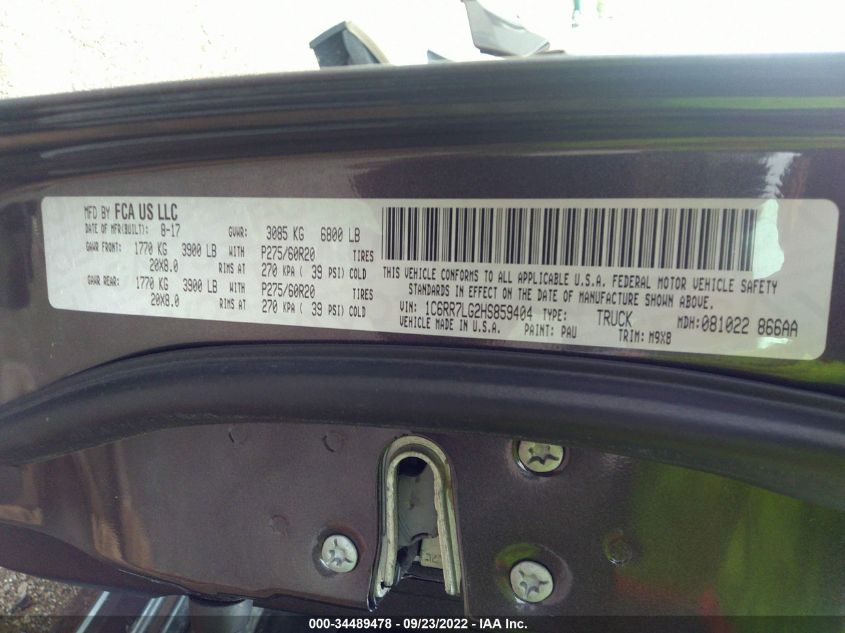 MFD BY FCA US LLC
DATE OF MFR(BUILT): 8-17 GVWR: 3085 KG 6800 LB
GAWR FRONT: 1770 KG 3900 LB WITH P275/60R20 TIRES
20X8.0 RIMS AT 270 KPA ( 39 PSI) COLD
GAWR REAR: 1770 KG 3900 LB WITH P275/60R20 TIRES
20X8.0 RIMS AT 270 KPA ( 39 PSI) COLD
THIS VEHICLE CONFORMS TO ALL APPLICABLE U.S.A. FEDERAL MOTOR VEHICLE SAFETY
STANDARDS IN EFFECT ON THE DATE OF MANUFACTURE SHOWN ABOVE.
VIN: 1C6RR7LG2HS859404 TYPE: TRUCK MDH: 081022 866AA
VEHICLE MADE IN U.S.A. PAINT: PAU TRIM: M9X8
000-34489478 - 09/23/2022 - IAA Inc.